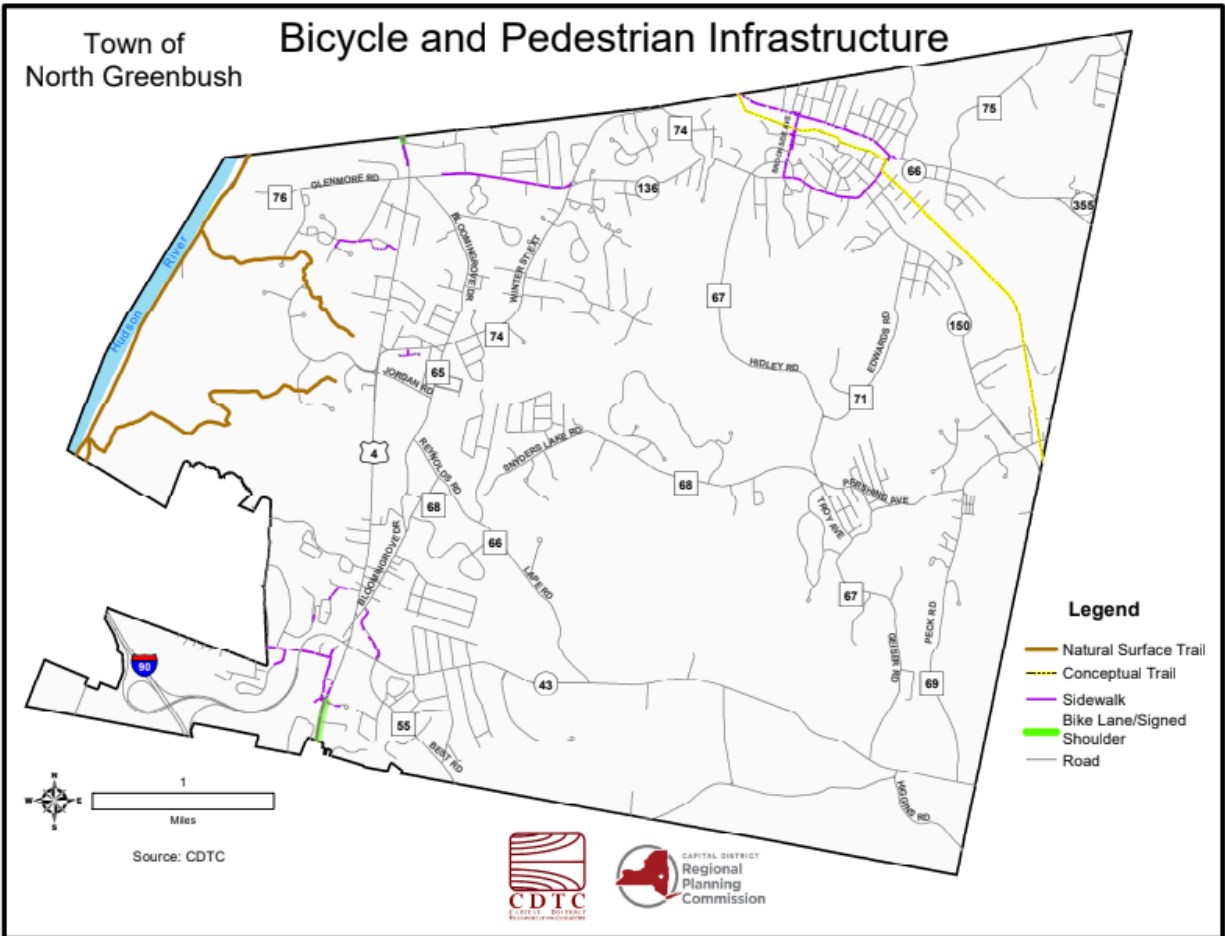 Town of
North Greenbush
Bicycle and Pedestrian Infrastructure
75
74
BROOKSIDE AVE
66
136
355
76
GLENMORE RD
BLOOMINGROVE DR
WINTER ST EXT
River
Hudson
67
150
74
EDWARDS RD
HIDLEY RD
65
JORDAN RD
71
4
REYNOLDS RD
SNYDERS LAKE RD
68
PERSHING AVE
TROY AVE
68
66
BLOOMINGROVE DR
LAPE RD
67
PECK RD
GEISER RD
90
43
69
55
BEST RD
HIGGINS RD
Legend
Natural Surface Trail
Conceptual Trail
Sidewalk
Bike Lane/Signed
Shoulder
Road
N
W E
S
1
Miles
Source: CDTC
CDTC
CAPITAL DISTRICT
TRANSPORTATION COMMITTEE
CAPITAL DISTRICT
Regional
Planning
Commission